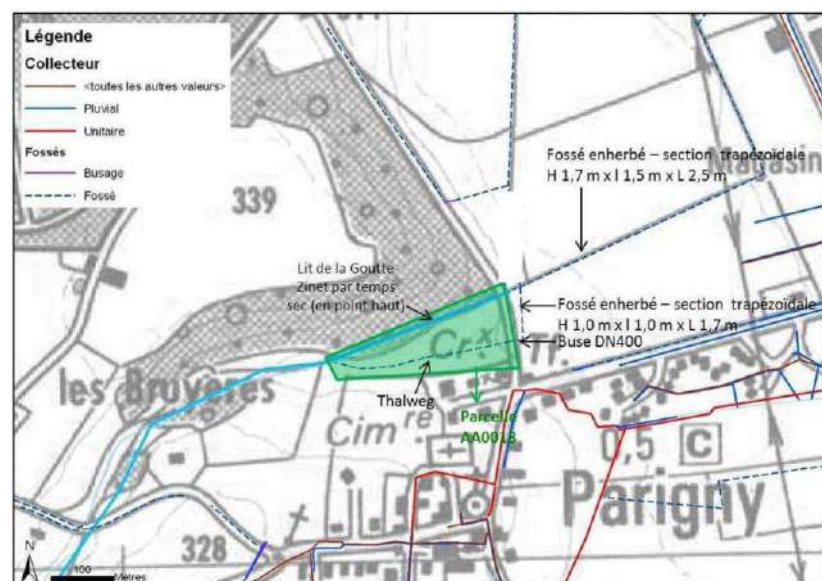 Légende
Collecteur
<toutes les autres valeurs>
Pluvial
Unitaire
Fossés
Busage
Fossé
339
Magasin
Fossé enherbé – section trapézoïdale
H 1,7 m x l 1,5 m x L 2,5 m
Lit de la Goutte
Zinet par temps
sec (en point haut)
Fossé enherbé – section trapézoïdale
H 1,0 m x l 1,0 m x L 1,7 m
Buse DN400
Cr.x
Tr.
les Bruyères
Thalweg
Parcelle
AA0018
Cim.re
0,5
C
Parigny
328
N
100
Mètres